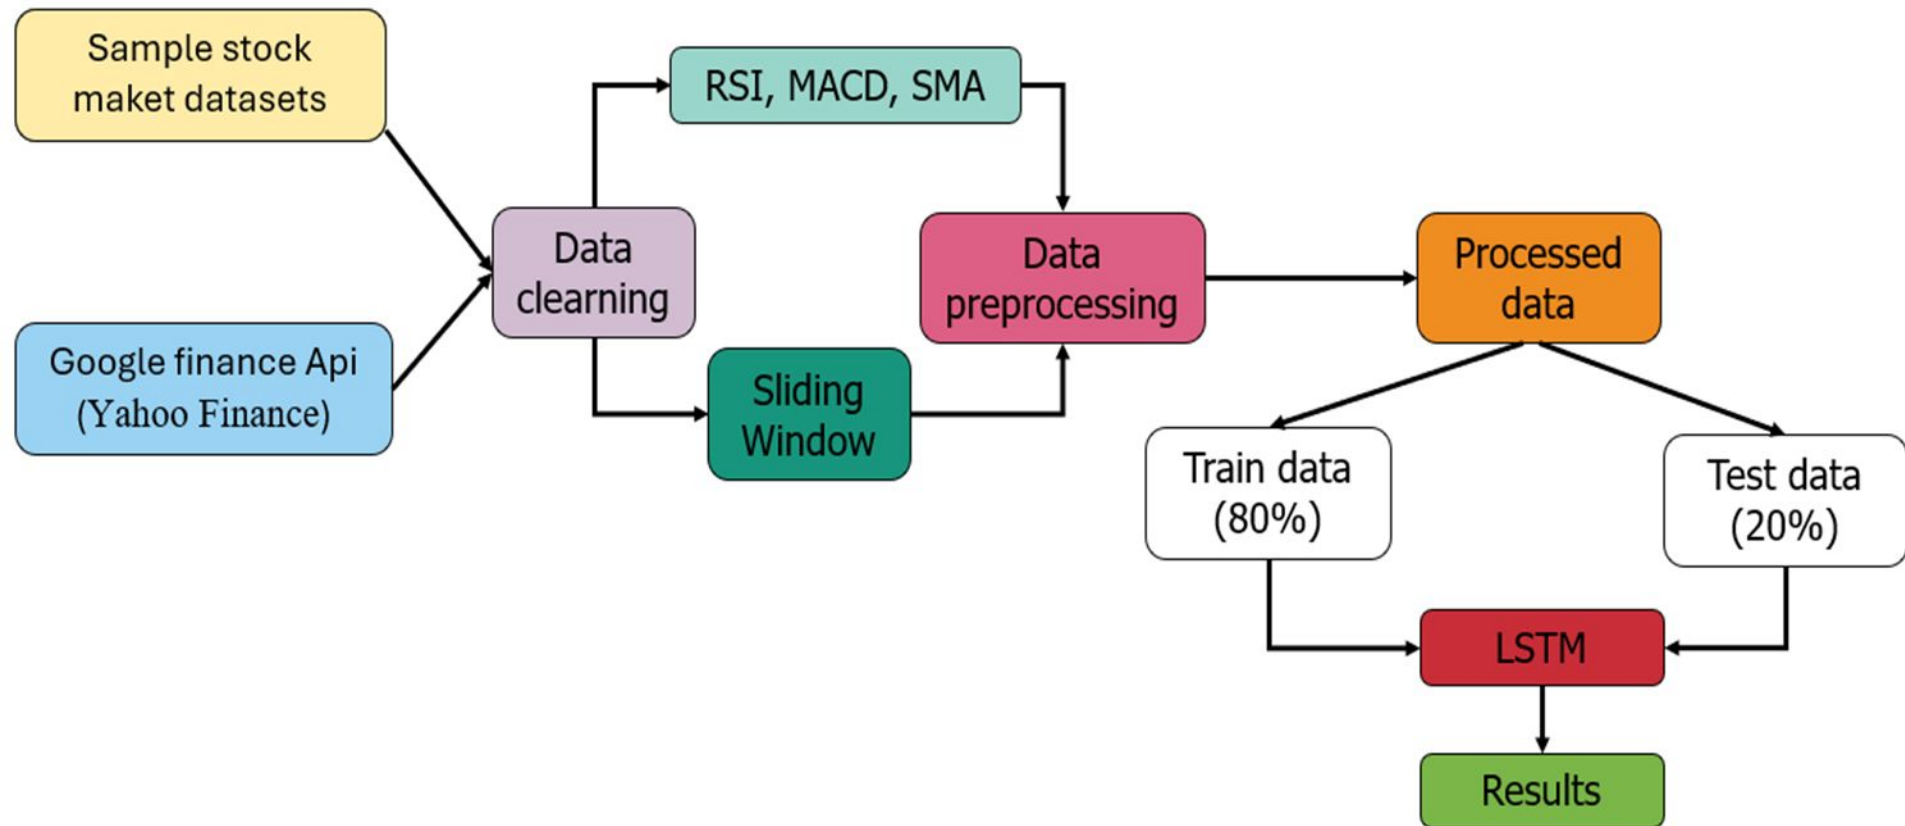 Sample stock
maket datasets
Google finance Api
(Yahoo Finance)
Data
clearning
RSI, MACD, SMA
Sliding
Window
Data
preprocessing
Processed
data
Train data
(80%)
Test data
(20%)
LSTM
Results